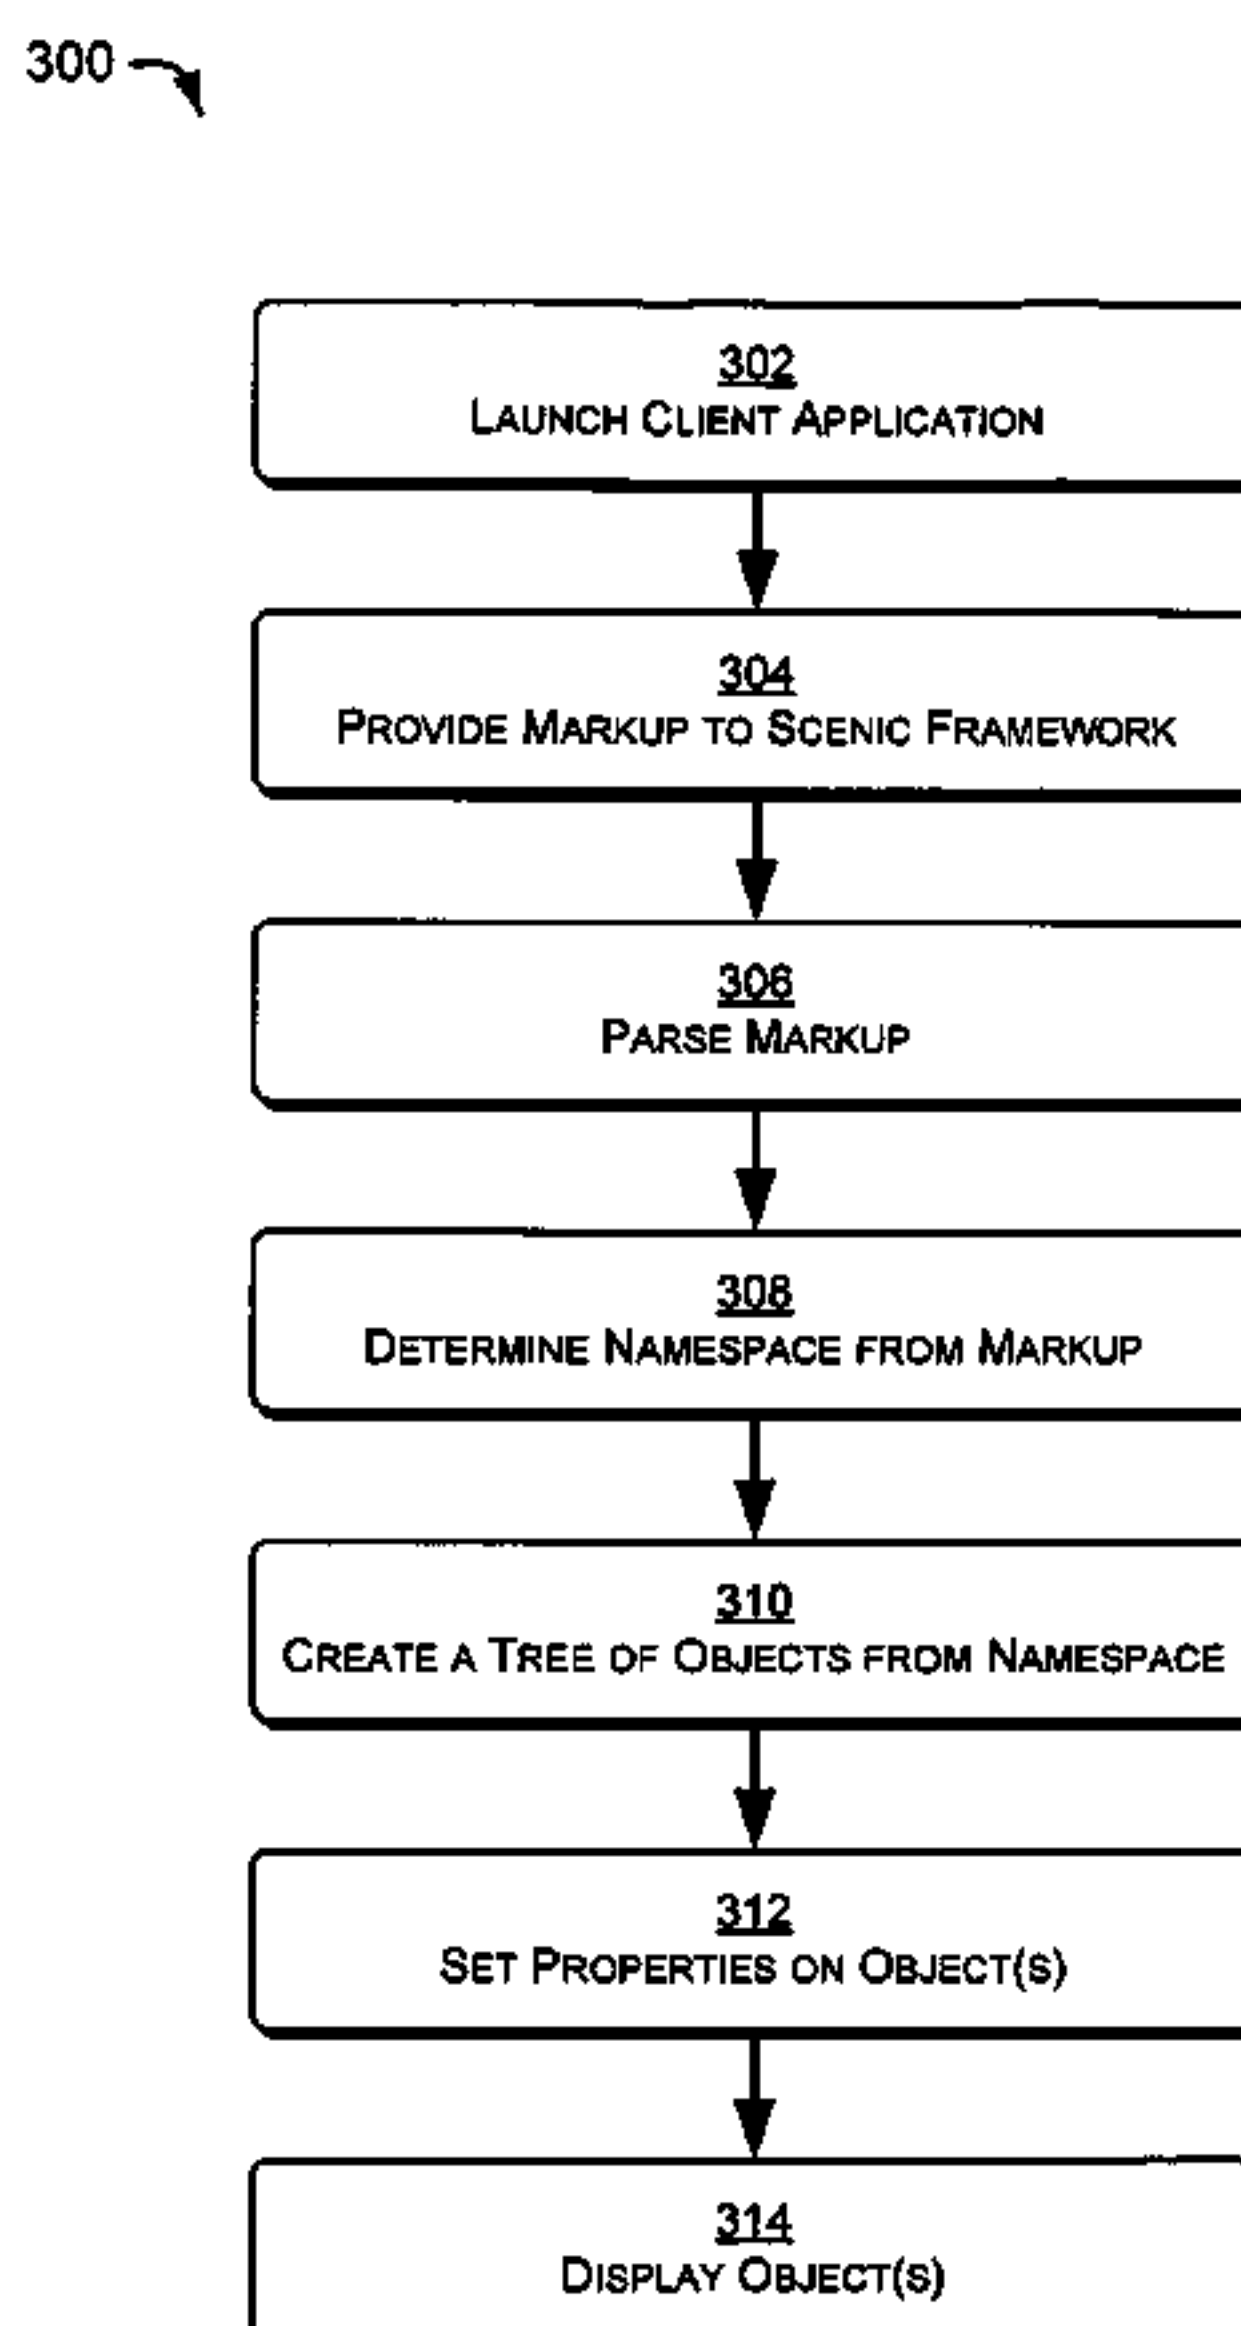 300
302
LAUNCH CLIENT APPLICATION
304
PROVIDE MARKUP TO SCENIC FRAMEWORK
306
PARSE MARKUP
308
DETERMINE NAMESPACE FROM MARKUP
310
CREATE A TREE OF OBJECTS FROM NAMESPACE
312
SET PROPERTIES ON OBJECT(S)
314
DISPLAY OBJECT(S)